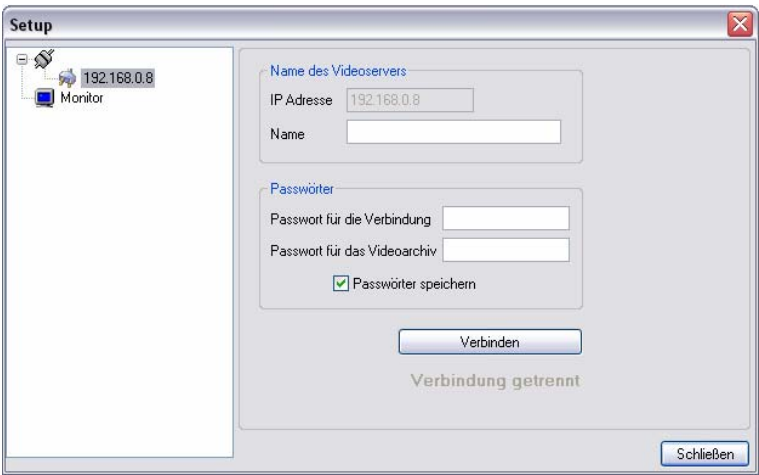 Setup
192.168.0.8
Monitor
Name des Videoservers
IP Adresse 192.168.0.8
Name
Passwörter
Passwort für die Verbindung
Passwort für das Videoarchiv
Passwörter speichern
Verbinden
Verbindung getrennt
Schließen